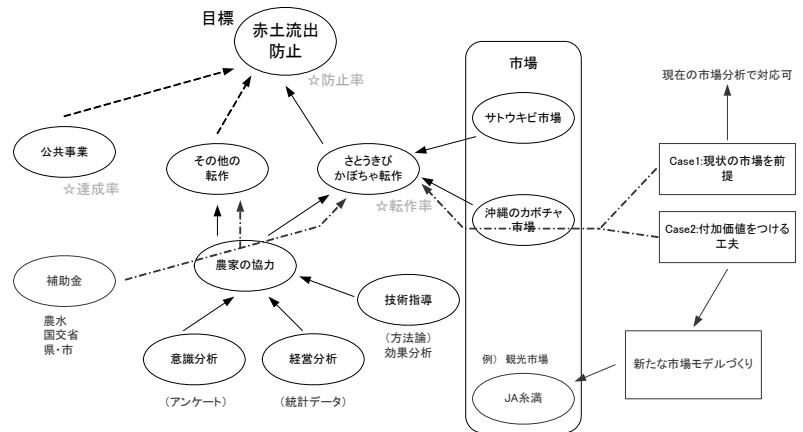 目標
赤土流出
防止
☆防止率
市場
現在の市場分析で対応可
サトウキビ市場
公共事業
☆達成率
その他の
転作
さとうきび
かぼちゃ転作
☆転作率
Case1:現状の市場を前
提
沖縄のカボチャ
市場
Case2:付加価値をつける
工夫
農家の協力
補助金
農水
国交省
県・市
技術指導
(方法論)
効果分析
意識分析
(アンケート)
経営分析
(統計データ)
例) 観光市場
JA糸満
新たな市場モデルづくり